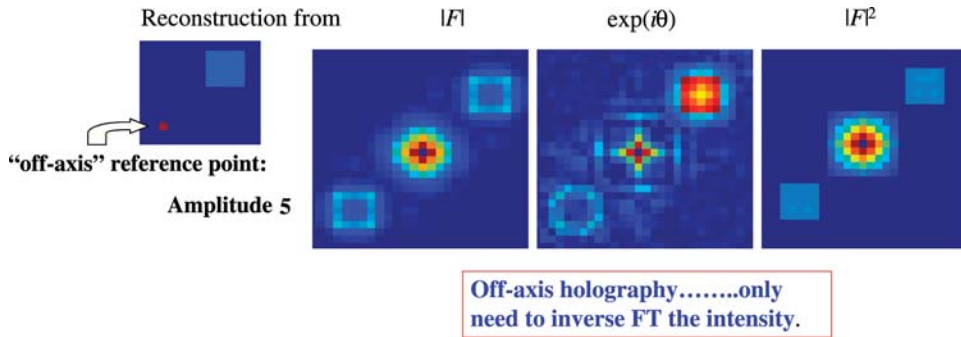 Reconstruction from |F| exp(iθ) |F|²
“off-axis” reference point:
Amplitude 5
Off-axis holography........only
need to inverse FT the intensity.